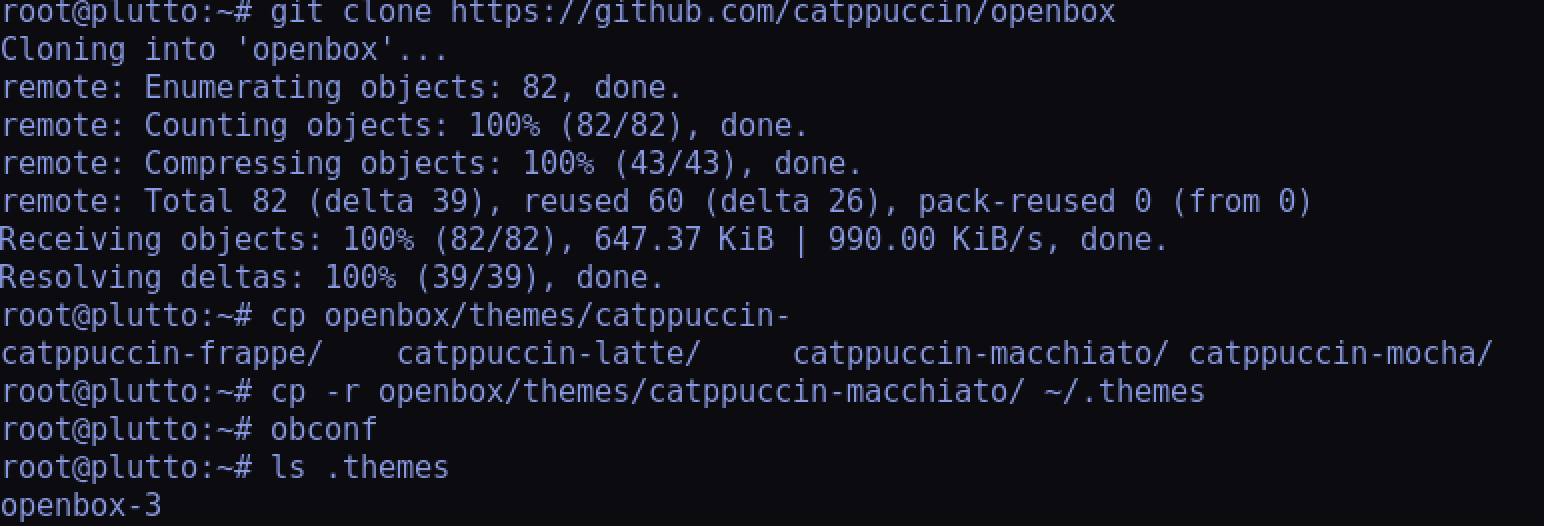 root@plutto:~# git clone https://github.com/catppuccin/openbox
Cloning into 'openbox'...
remote: Enumerating objects: 82, done.
remote: Counting objects: 100% (82/82), done.
remote: Compressing objects: 100% (43/43), done.
remote: Total 82 (delta 39), reused 60 (delta 26), pack-reused 0 (from 0)
Receiving objects: 100% (82/82), 647.37 KiB | 990.00 KiB/s, done.
Resolving deltas: 100% (39/39), done.
root@plutto:~# cp openbox/themes/catppuccin-
catppuccin-frappe/    catppuccin-latte/     catppuccin-macchiato/ catppuccin-mocha/
root@plutto:~# cp -r openbox/themes/catppuccin-macchiato/ ~/.themes
root@plutto:~# obconf
root@plutto:~# ls .themes
openbox-3